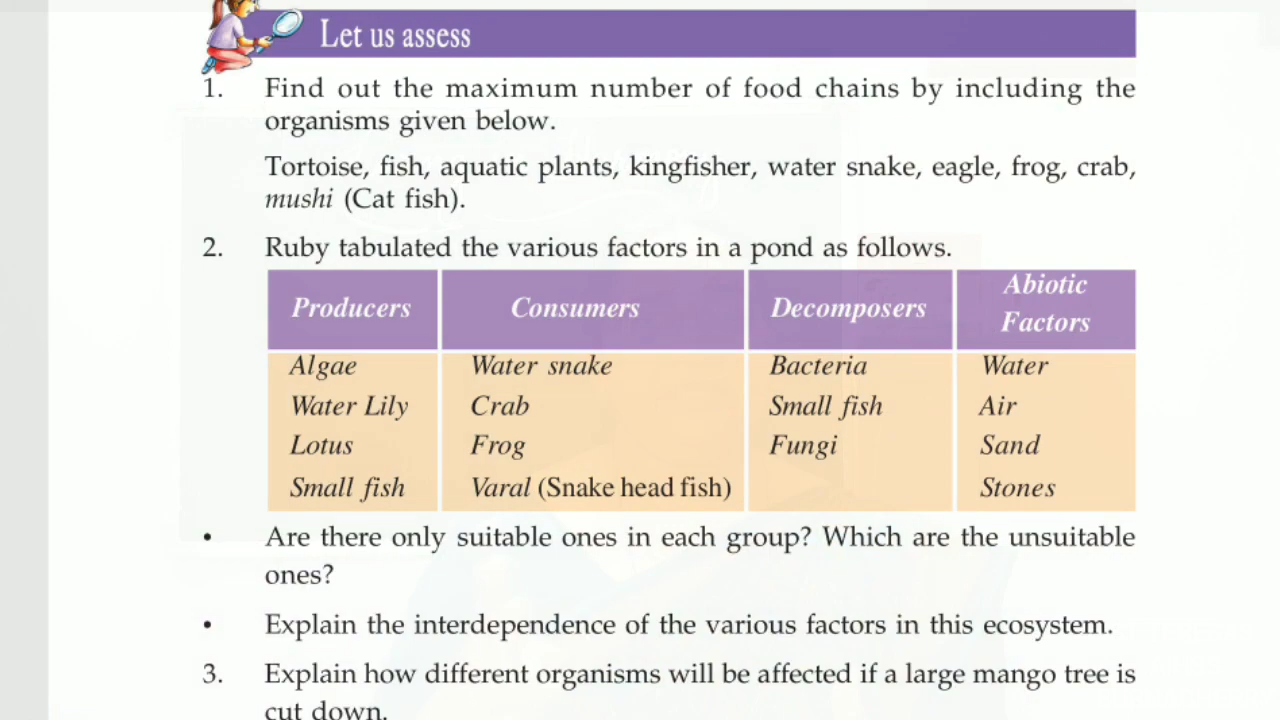 Let us assess
1. Find out the maximum number of food chains by including the
organisms given below.
Tortoise, fish, aquatic plants, kingfisher, water snake, eagle, frog, crab,
mushi (Cat fish).
2. Ruby tabulated the various factors in a pond as follows.
Producers Consumers Decomposers Abiotic Factors
Algae Water snake Bacteria Water
Water Lily Crab Small fish Air
Lotus Frog Fungi Sand
Small fish Varal (Snake head fish) Stones
• Are there only suitable ones in each group? Which are the unsuitable
ones?
• Explain the interdependence of the various factors in this ecosystem.
3. Explain how different organisms will be affected if a large mango tree is
cut down.